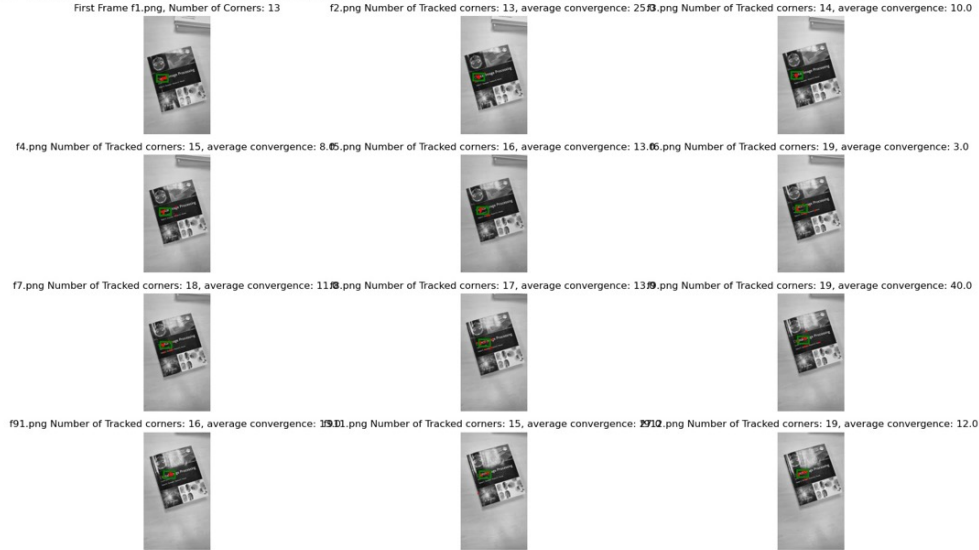 First Frame f1.png, Number of Corners: 13
f2.png Number of Tracked corners: 13, average convergence: 25.0
f3.png Number of Tracked corners: 14, average convergence: 10.0
f4.png Number of Tracked corners: 15, average convergence: 8.0
f5.png Number of Tracked corners: 16, average convergence: 13.0
f6.png Number of Tracked corners: 19, average convergence: 3.0
f7.png Number of Tracked corners: 18, average convergence: 11.0
f8.png Number of Tracked corners: 17, average convergence: 13.0
f9.png Number of Tracked corners: 19, average convergence: 40.0
f91.png Number of Tracked corners: 16, average convergence:
png Number of Tracked corners: 15, average convergence:
png Number of Tracked corners: 19, average convergence: 12.0